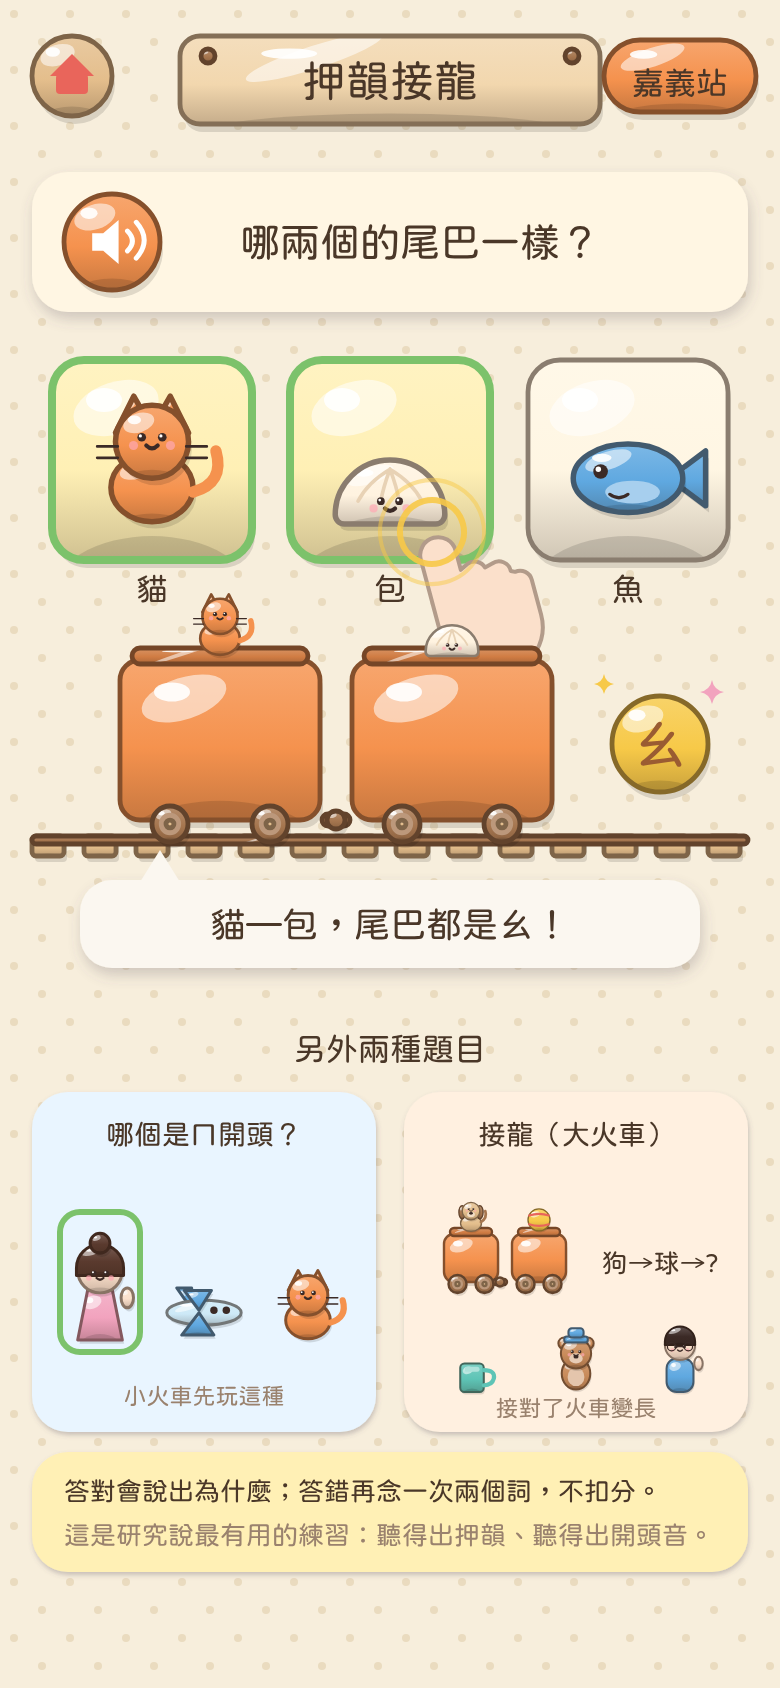 押韻接龍
嘉義站
哪兩個的尾巴一樣？
貓
包
魚
ㄠ
貓—包，尾巴都是ㄠ！
另外兩種題目
哪個是ㄇ開頭？
小火車先玩這種
接龍（大火車）
狗→球→？
接對了火車變長
答對會說出為什麼；答錯再念一次兩個詞，不扣分。
這是研究說最有用的練習：聽得出押韻、聽得出開頭音。